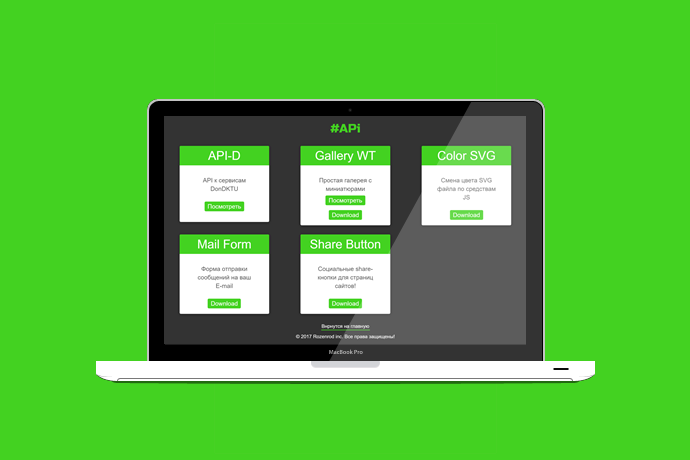 #APi
API-D
API к сервисам
DonDKTU
Посмотреть
Gallery WT
Простая галерея с
миниатюрами
Посмотреть
Download
Color SVG
Смена цвета SVG
файла по средствам
JS
Download
Mail Form
Форма отправки
сообщений на ваш
E-mail
Download
Share Button
Социальные share-
кнопки для страниц
сайтов!
Download
Вернутся на главную
© 2017 Rozenrod inc. Все права защищены!
MacBook Pro